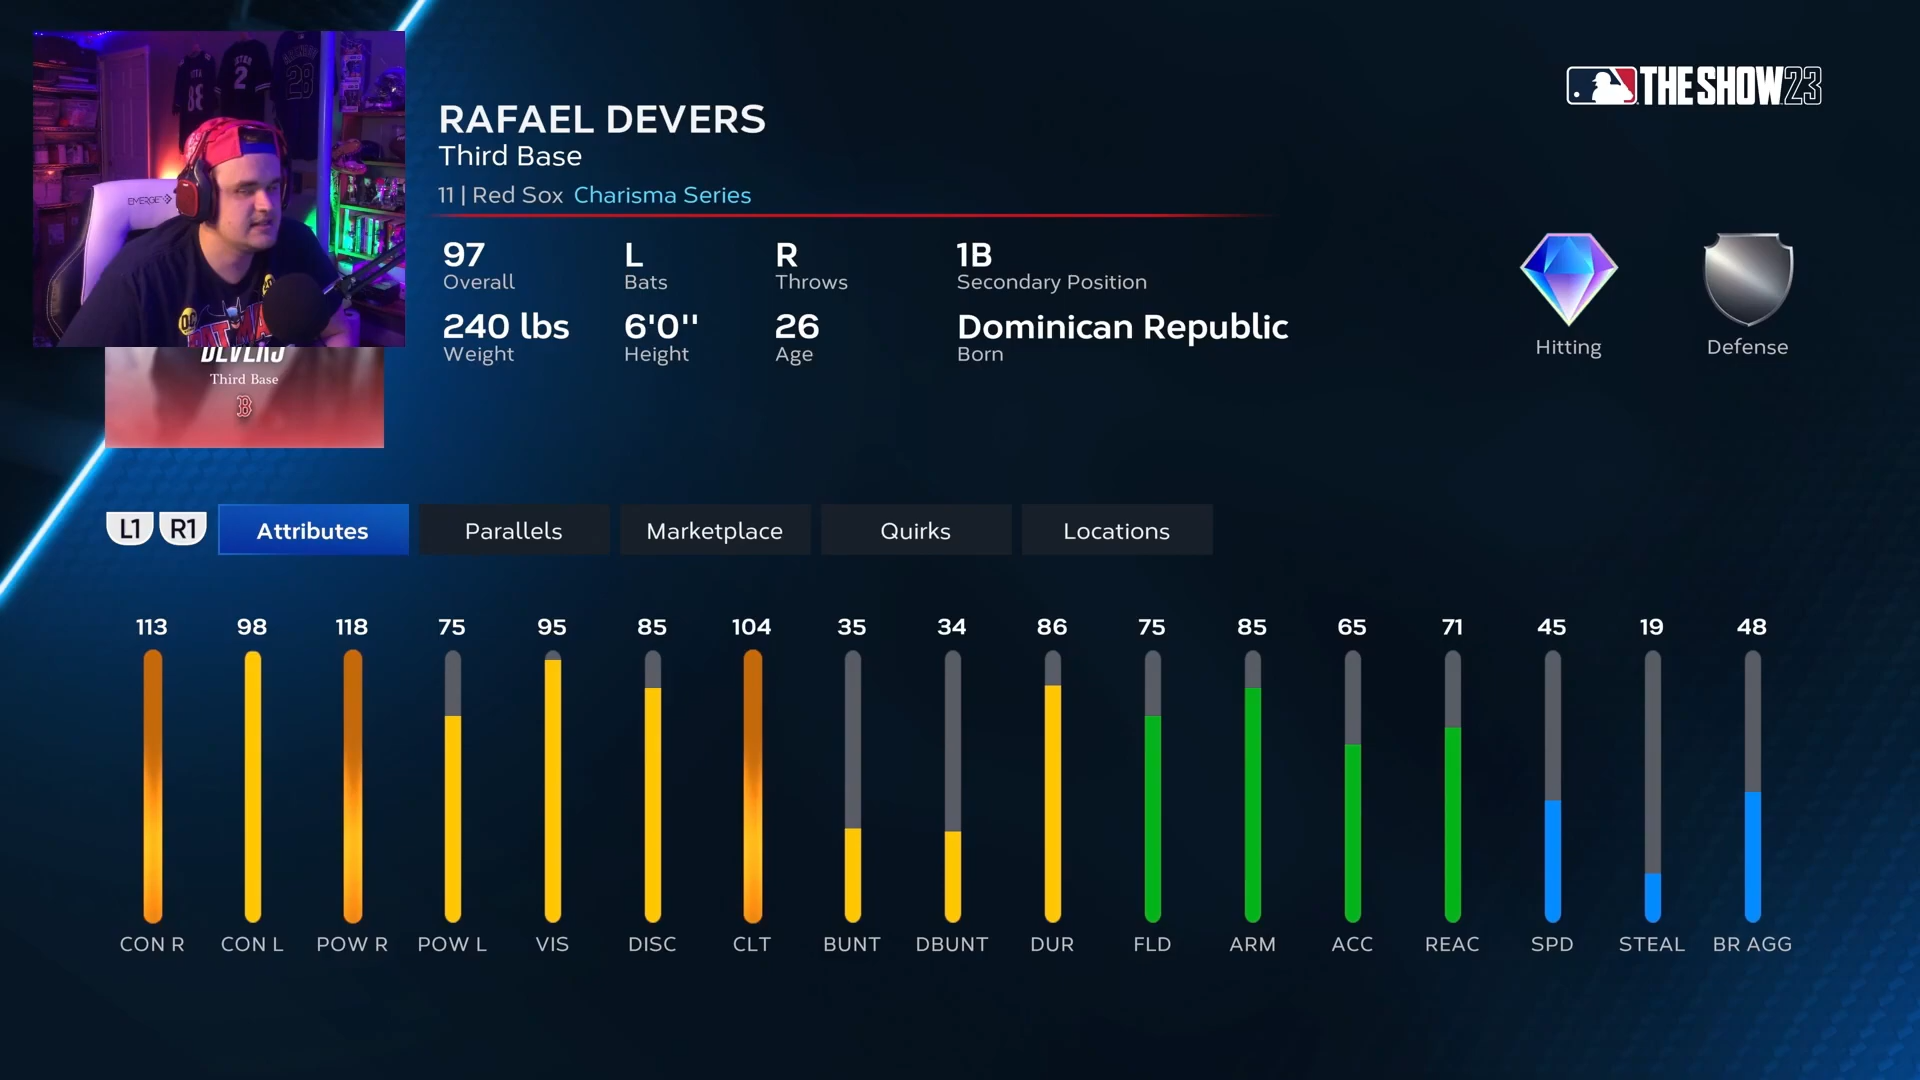 RAFAEL DEVERS
Third Base
11 | Red Sox Charisma Series
THE SHOW 23
97 L R 1B
Overall Bats Throws Secondary Position
240 lbs 6'0'' 26 Dominican Republic
Weight Height Age Born
Hitting Defense
EMERGE
2
28
DEVERS
Third Base
B
L1 R1 Attributes Parallels Marketplace Quirks Locations
113 98 118 75 95 85 104 35 34 86 75 85 65 71 45 19 48
CON R CON L POW R POW L VIS DISC CLT BUNT DBUNT DUR FLD ARM ACC REAC SPD STEAL BR AGG